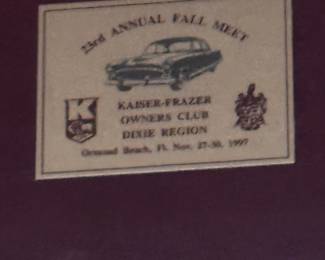 23rd ANNUAL FALL MEET
K
KAISER-FRAZER
OWNERS CLUB
DIXIE REGION
Ormond Beach, Fl. Nov. 27-30, 1997